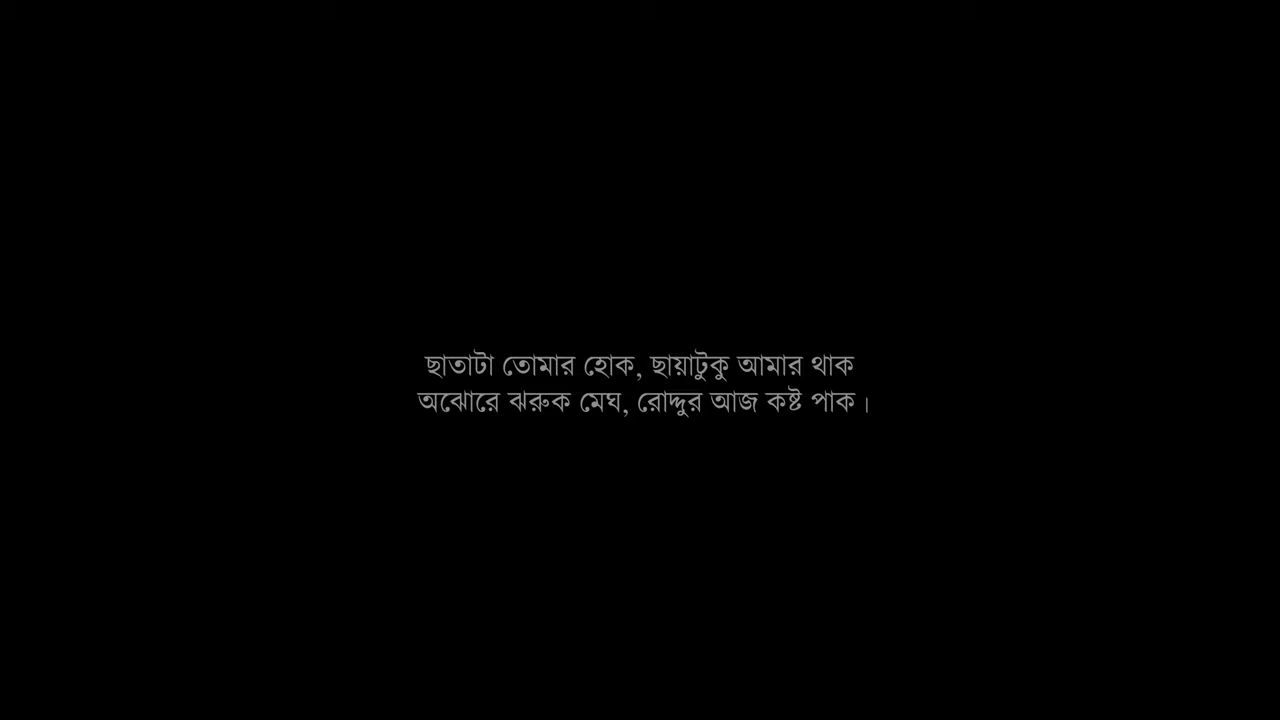 ছাতাটা তোমার হোক, ছায়াটুকু আমার থাক
অঝোরে ঝরুক মেঘ, রোদ্দুর আজ কষ্ট পাক।